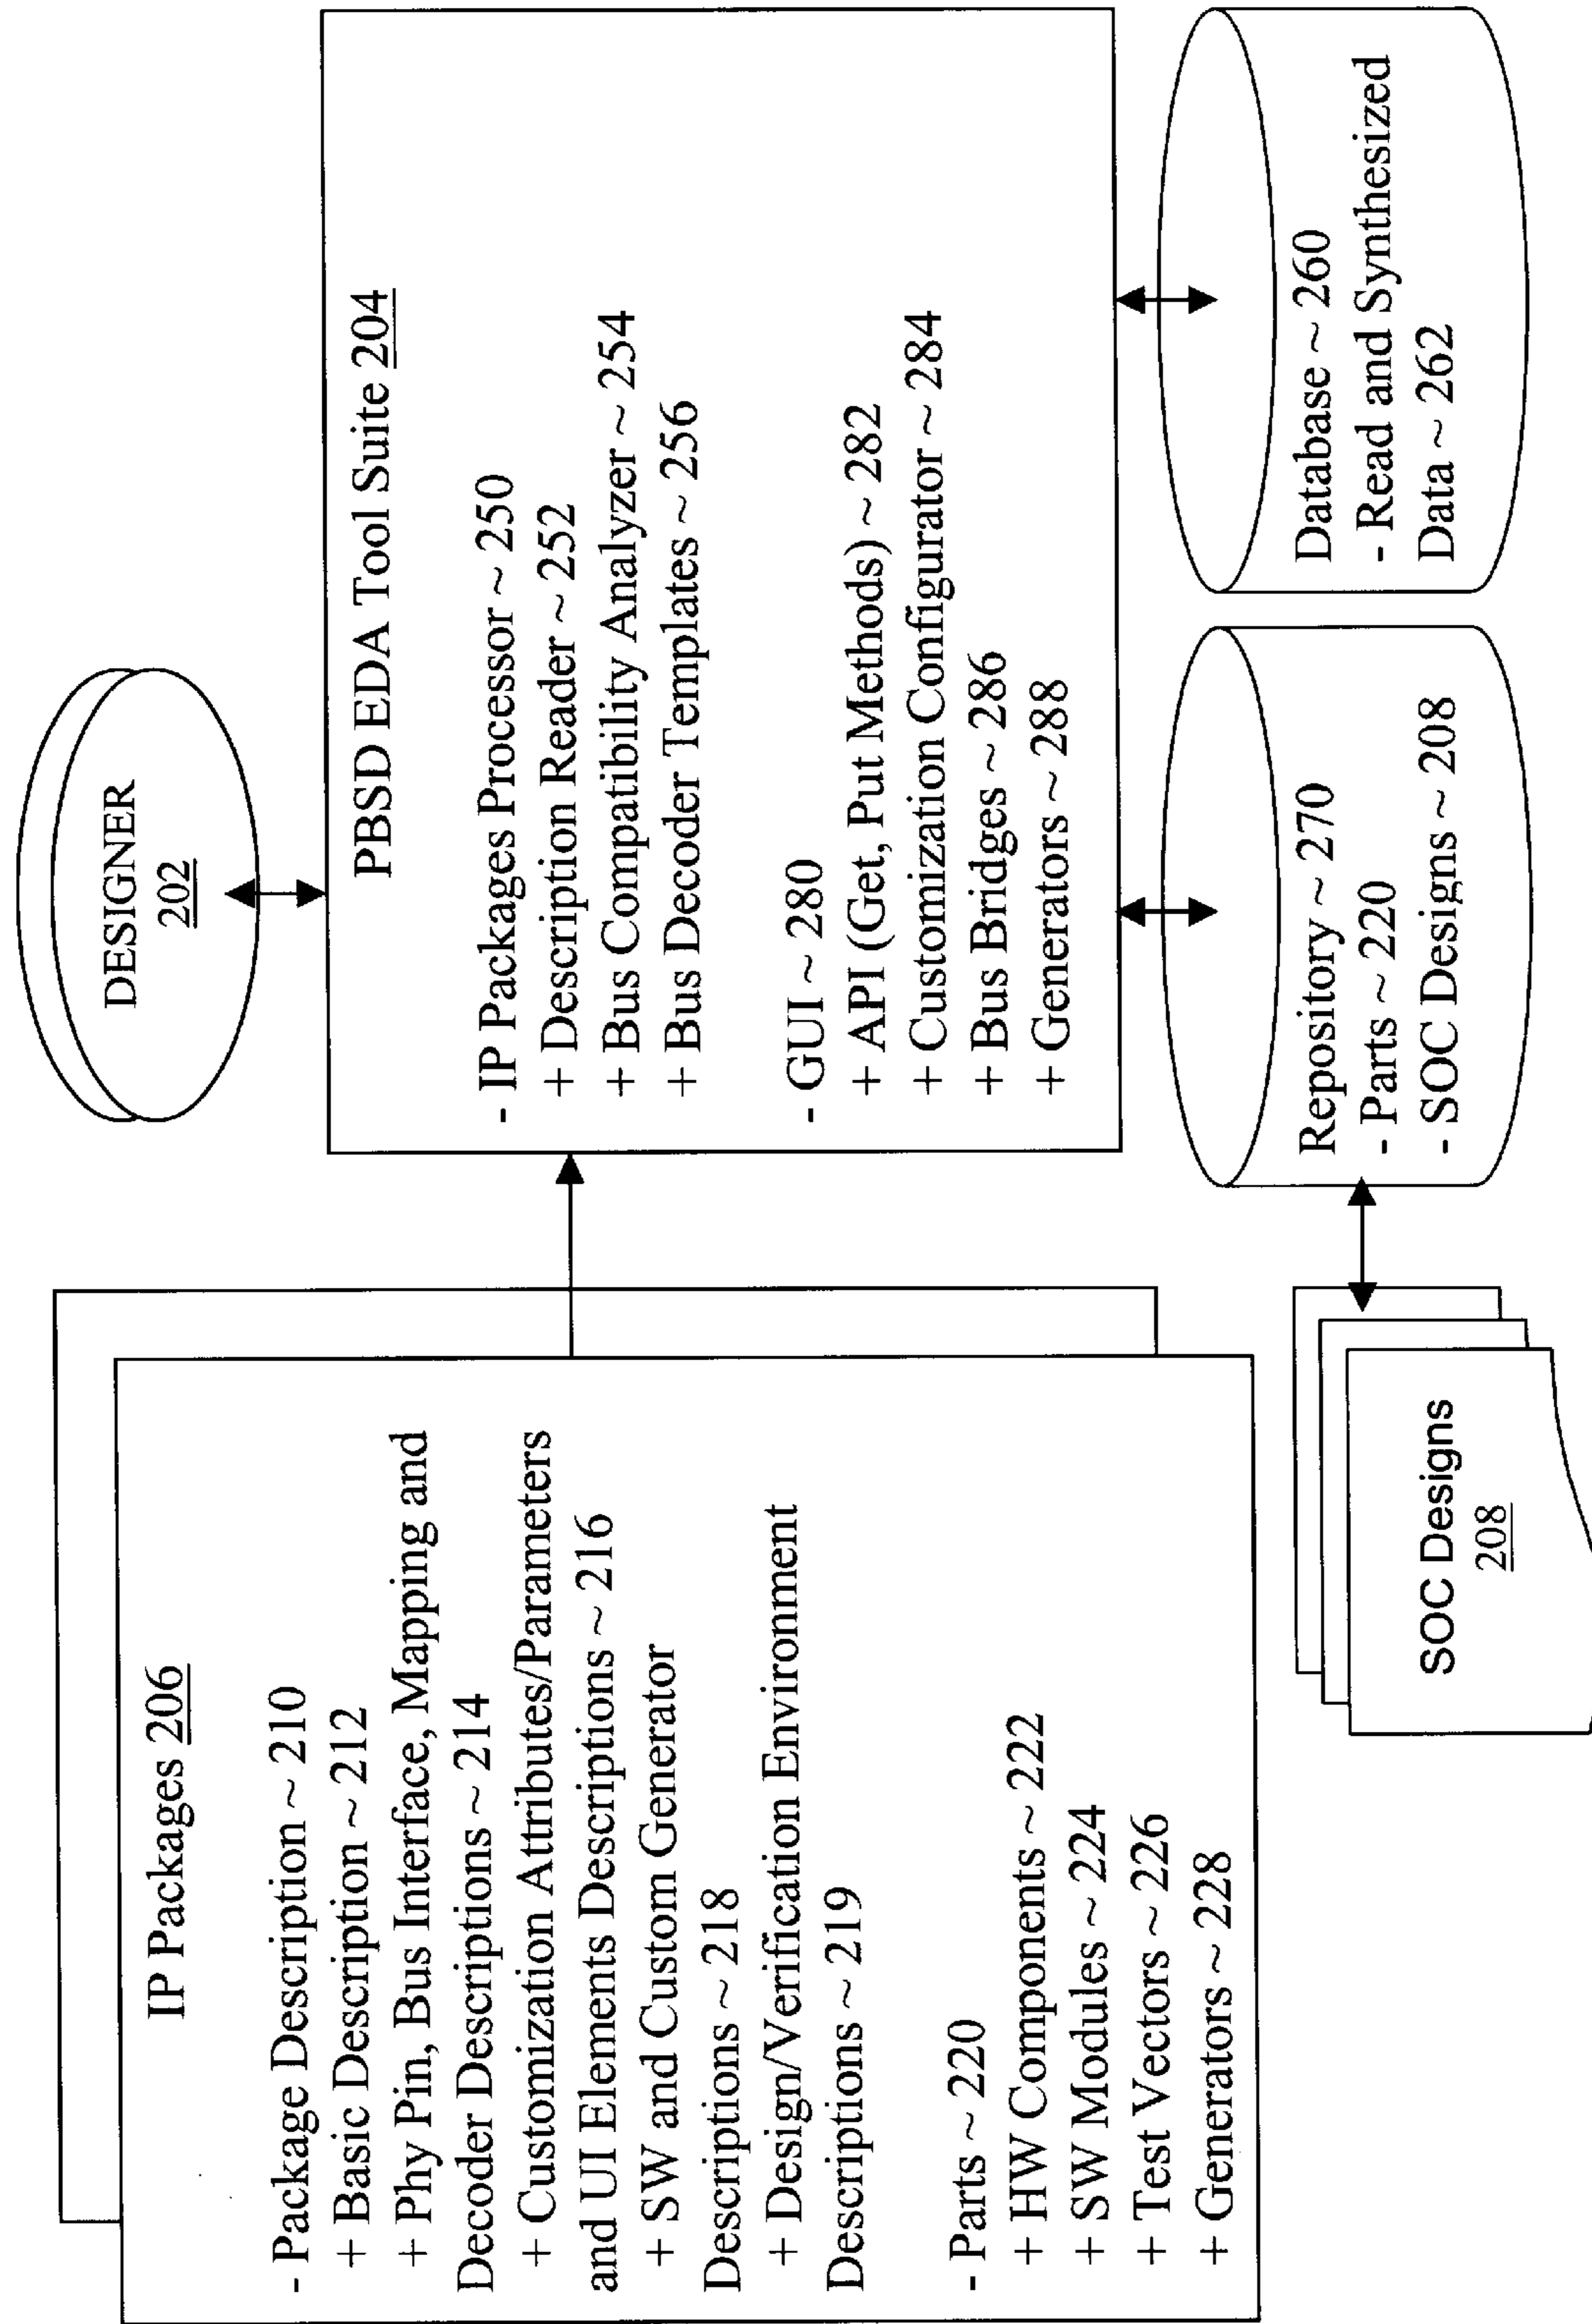 IP Packages 206
- Package Description ~ 210
+ Basic Description ~ 212
+ Phy Pin, Bus Interface, Mapping and
Decoder Descriptions ~ 214
+ Customization Attributes/Parameters
and UI Elements Descriptions ~ 216
+ SW and Custom Generator
Descriptions ~ 218
+ Design/Verification Environment
Descriptions ~ 219
- Parts ~ 220
+ HW Components ~ 222
+ SW Modules ~ 224
+ Test Vectors ~ 226
+ Generators ~ 228
DESIGNER
202
PBSD EDA Tool Suite 204
- IP Packages Processor ~ 250
+ Description Reader ~ 252
+ Bus Compatibility Analyzer ~ 254
+ Bus Decoder Templates ~ 256
- GUI ~ 280
+ API (Get, Put Methods) ~ 282
+ Customization Configurator ~ 284
+ Bus Bridges ~ 286
+ Generators ~ 288
SOC Designs
208
Repository ~ 270
- Parts ~ 220
- SOC Designs ~ 208
Database ~ 260
- Read and Synthesized
Data ~ 262